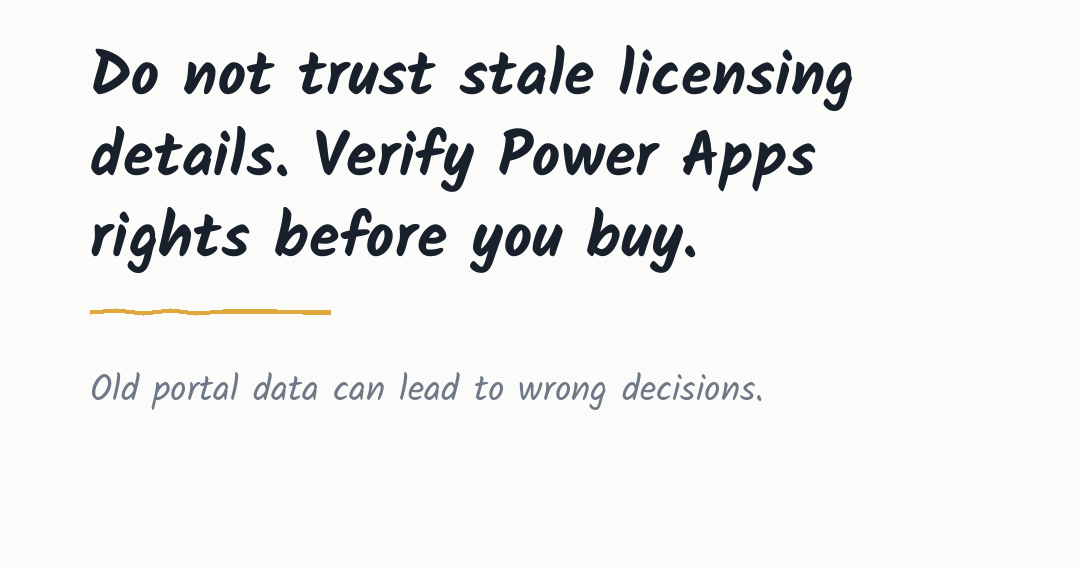 Do not trust stale licensing
details. Verify Power Apps
rights before you buy.
Old portal data can lead to wrong decisions.